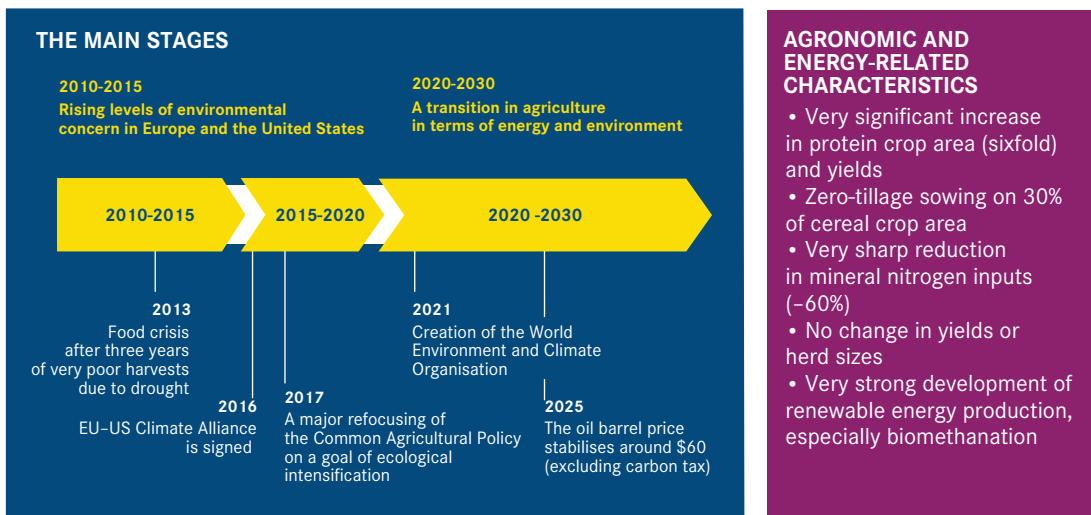 THE MAIN STAGES
2010-2015
Rising levels of environmental
concern in Europe and the United States
2020-2030
A transition in agriculture
in terms of energy and environment
2010-2015
2015-2020
2020 -2030
2013
Food crisis
after three years
of very poor harvests
due to drought
2016
EU–US Climate Alliance
is signed
2017
A major refocusing of
the Common Agricultural Policy
on a goal of ecological
intensification
2021
Creation of the World
Environment and Climate
Organisation
2025
The oil barrel price
stabilises around $60
(excluding carbon tax)
AGRONOMIC AND
ENERGY-RELATED
CHARACTERISTICS
• Very significant increase
in protein crop area (sixfold)
and yields
• Zero-tillage sowing on 30%
of cereal crop area
• Very sharp reduction
in mineral nitrogen inputs
(–60%)
• No change in yields or
herd sizes
• Very strong development of
renewable energy production,
especially biomethanation